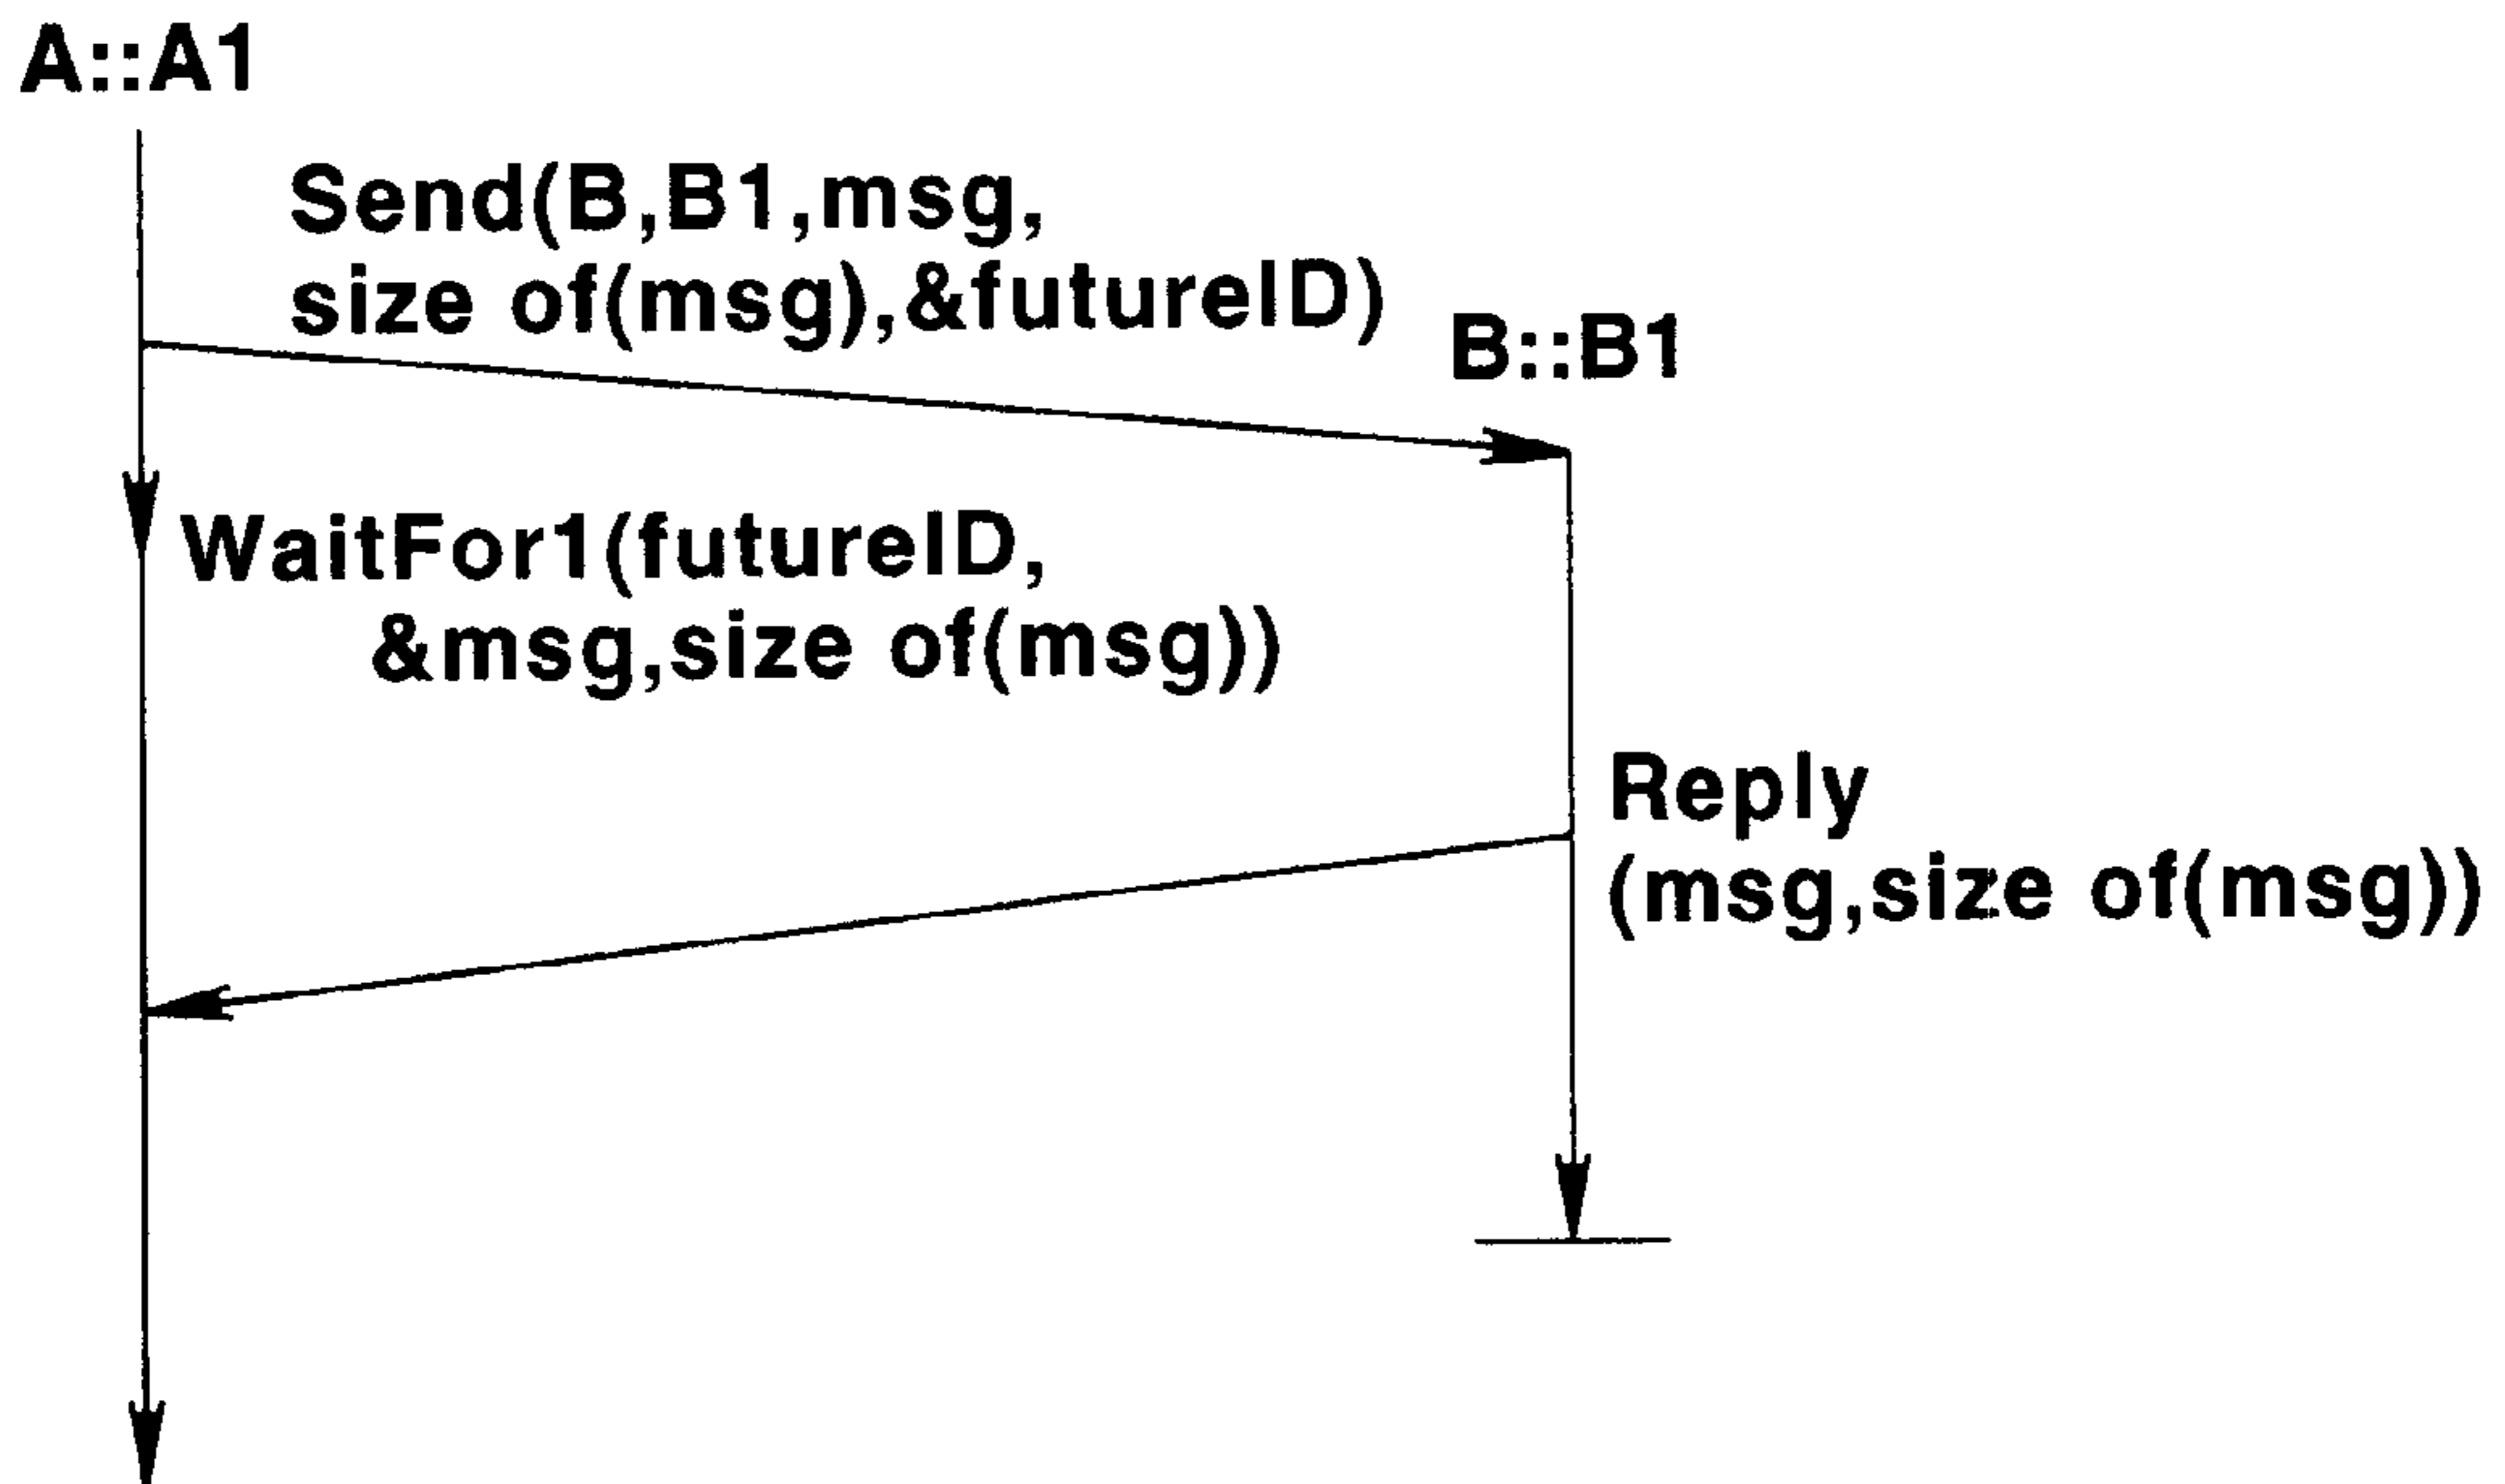 A::A1
Send(B,B1,msg,
size of(msg),&futureID)
B::B1
WaitFor1(futureID,
&msg,size of(msg))
Reply
(msg,size of(msg))